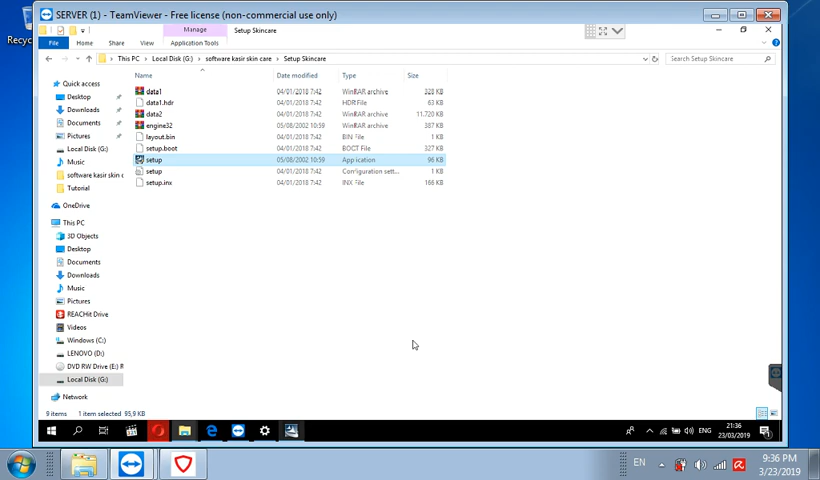 SERVER (1) - TeamViewer - Free license (non-commercial use only)
Manage
Setup Skincare
File
Home
Share
View
Application Tools
This PC
Local Disk (G:)
software kasir skin care
Setup Skincare
Search Setup Skincare
Name
Date modified
Type
Size
Quick access
Desktop
Downloads
Documents
Pictures
Local Disk (G:)
Music
software kasir skin c
Tutorial
OneDrive
This PC
3D Objects
Desktop
Documents
Downloads
Music
Pictures
REACHit Drive
Videos
Windows (C:)
LENOVO (D:)
DVD RW Drive (E:) R
Local Disk (G:)
Network
data1 04/01/2018 7:42 WinRAR archive 328 KB
data1.hdr 04/01/2018 7:42 HDR File 63 KB
data2 04/01/2018 7:42 WinRAR archive 11.720 KB
engine32 05/08/2002 10:59 WinRAR archive 387 KB
layout.bin 04/01/2018 7:42 BIN File 1 KB
setup.boot 04/01/2018 7:42 BOOT File 327 KB
setup 05/08/2002 10:59 Application 96 KB
setup 04/01/2018 7:42 Configuration sett... 1 KB
setup.inx 04/01/2018 7:42 INX File 166 KB
9 items 1 item selected 95,9 KB
ENG
21:36
23/03/2019
Recyc
EN
9:36 PM
3/23/2019